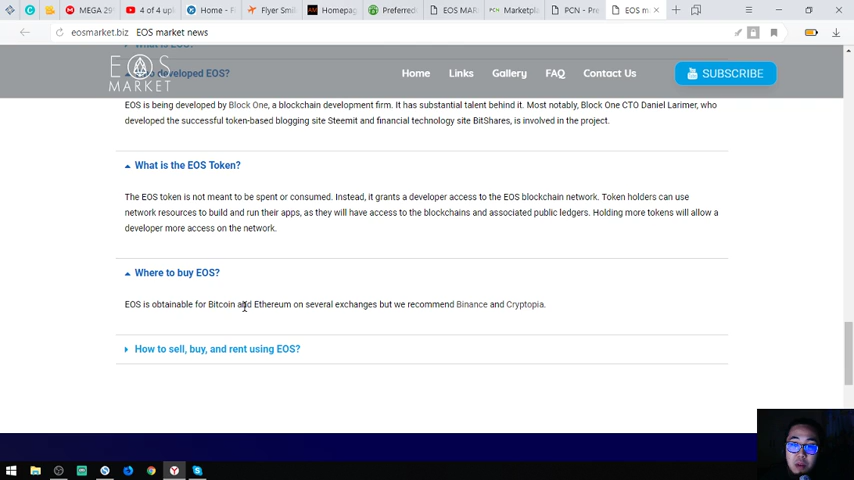 MEGA 29
4 of 4 upl
Home - F
Flyer Smi
Homepag
Preferred
EOS MAR
Marketpl
PCN - Pre
EOS m
eosmarket.biz EOS market news
EOS
MARKET
developed EOS?
Home Links Gallery FAQ Contact Us SUBSCRIBE
EOS is being developed by Block One, a blockchain development firm. It has substantial talent behind it. Most notably, Block One CTO Daniel Larimer, who
developed the successful token-based blogging site Steemit and financial technology site BitShares, is involved in the project.
What is the EOS Token?
The EOS token is not meant to be spent or consumed. Instead, it grants a developer access to the EOS blockchain network. Token holders can use
network resources to build and run their apps, as they will have access to the blockchains and associated public ledgers. Holding more tokens will allow a
developer more access on the network.
Where to buy EOS?
EOS is obtainable for Bitcoin and Ethereum on several exchanges but we recommend Binance and Cryptopia.
How to sell, buy, and rent using EOS?